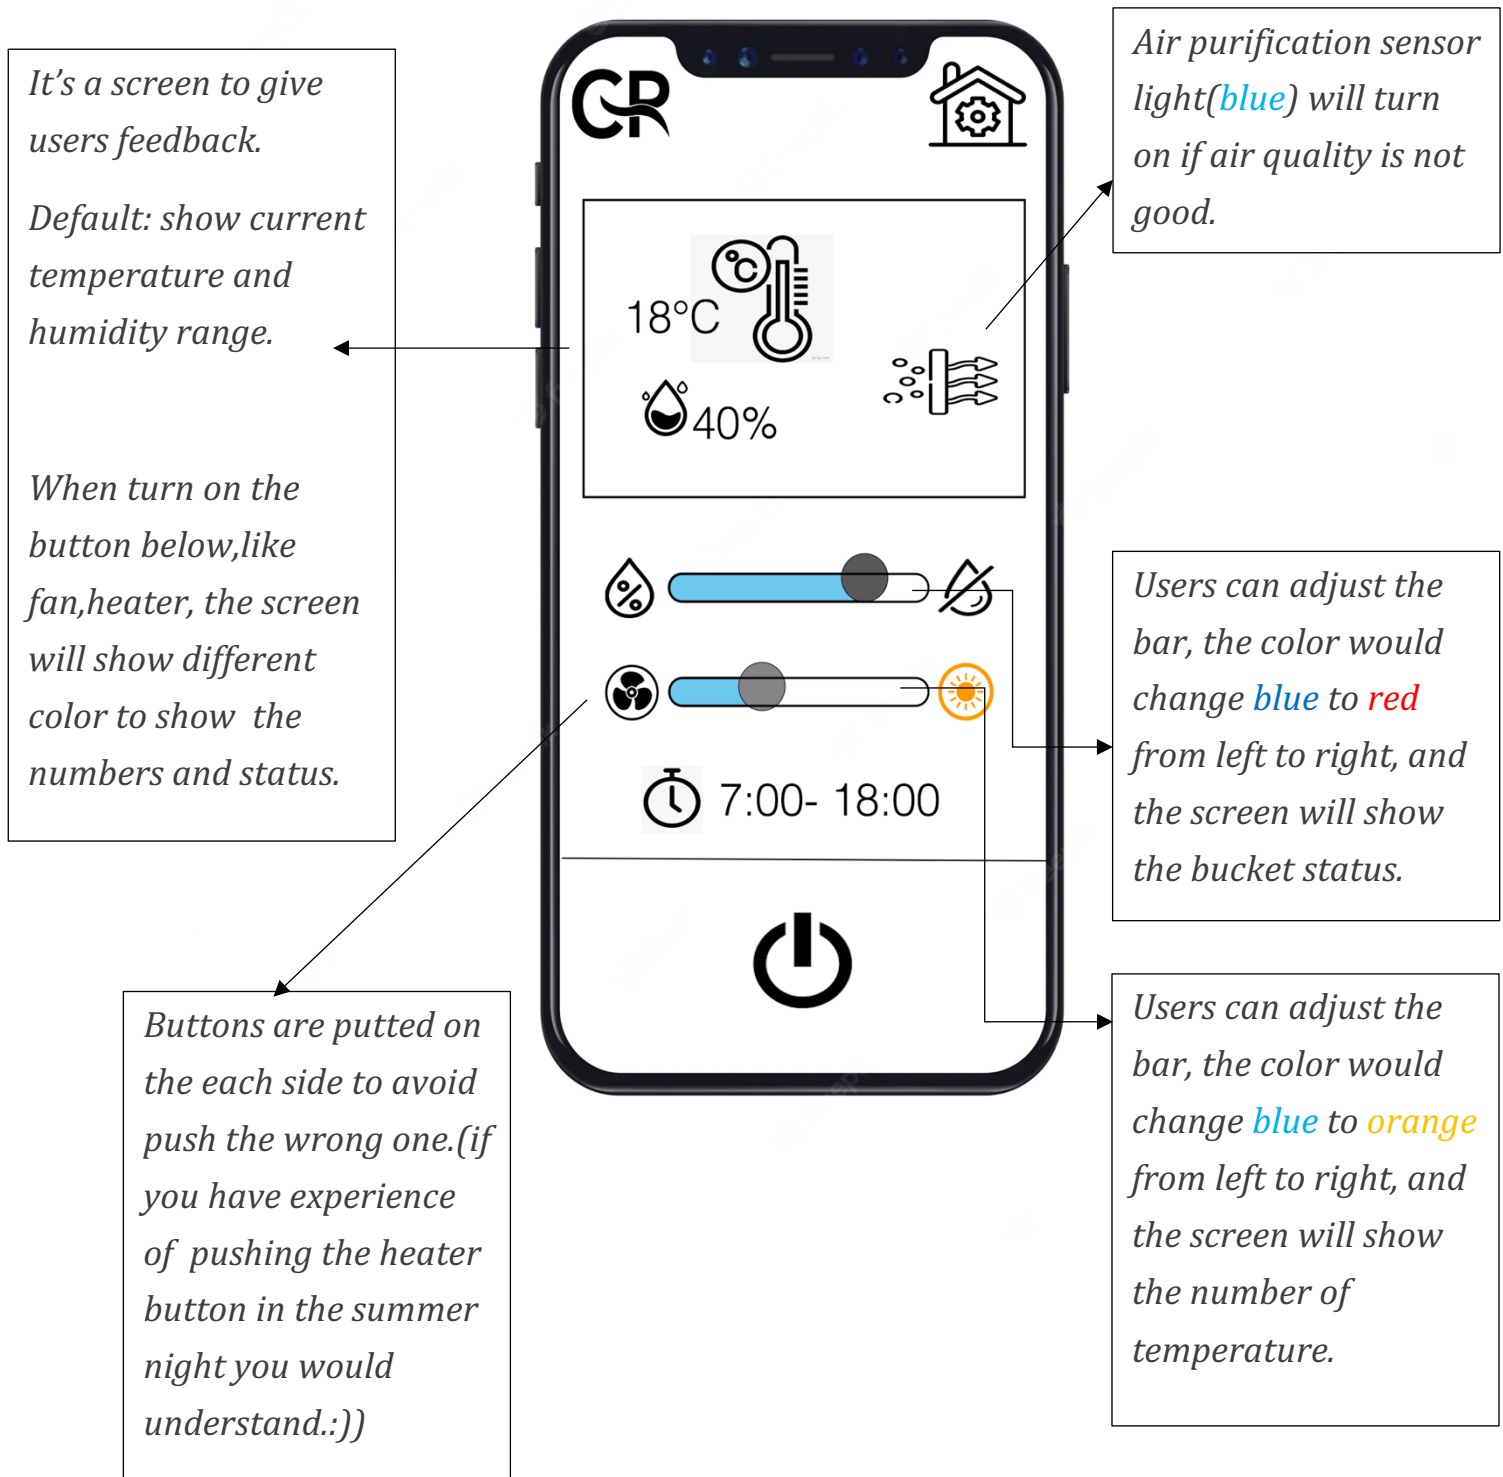 It's a screen to give
users feedback.
Default: show current
temperature and
humidity range.
When turn on the
button below,like
fan,heater, the screen
will show different
color to show the
numbers and status.
CR
°C
18°C
40%
%
7:00- 18:00
Air purification sensor
light(blue) will turn
on if air quality is not
good.
Users can adjust the
bar, the color would
change blue to red
from left to right, and
the screen will show
the bucket status.
Buttons are putted on
the each side to avoid
push the wrong one.(if
you have experience
of pushing the heater
button in the summer
night you would
understand.:))
Users can adjust the
bar, the color would
change blue to orange
from left to right, and
the screen will show
the number of
temperature.